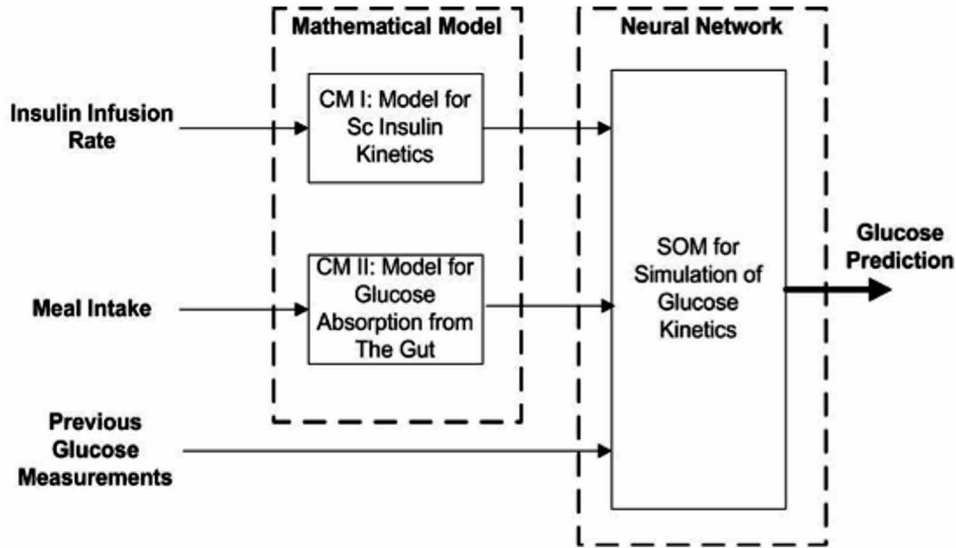 Mathematical Model
Neural Network
Insulin Infusion
Rate
CM I: Model for
Sc Insulin
Kinetics
Meal Intake
CM II: Model for
Glucose
Absorption from
The Gut
Previous
Glucose
Measurements
SOM for
Simulation of
Glucose
Kinetics
Glucose
Prediction